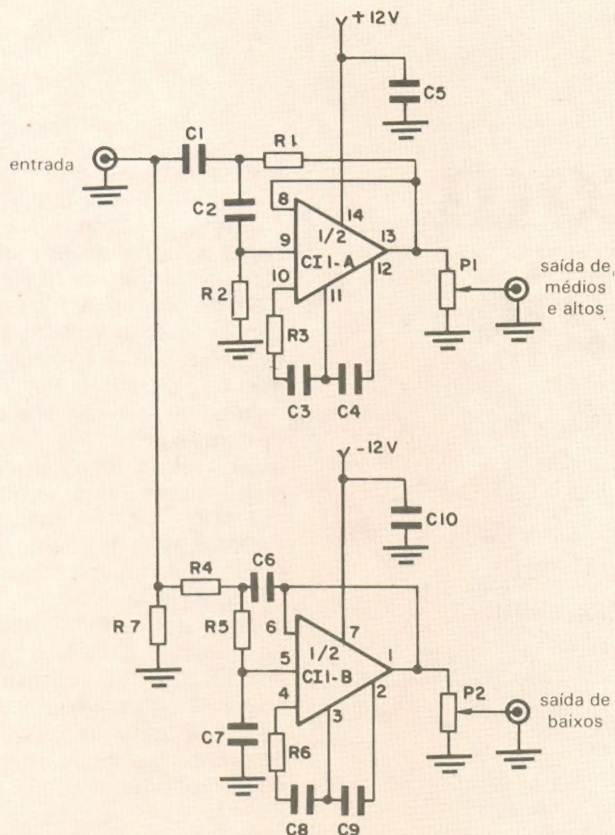 +12V
C5
C1
R1
entrada
C2
8
14
13
9
1/2
CI1-A
12
P1
saída de
médios
e altos
10
11
R2
R3
C3
C4
-12V
C10
R4
C6
R7
R5
6
7
1
5
1/2
CI1-B
2
P2
saída de
baixos
4
3
C7
R6
C8
C9